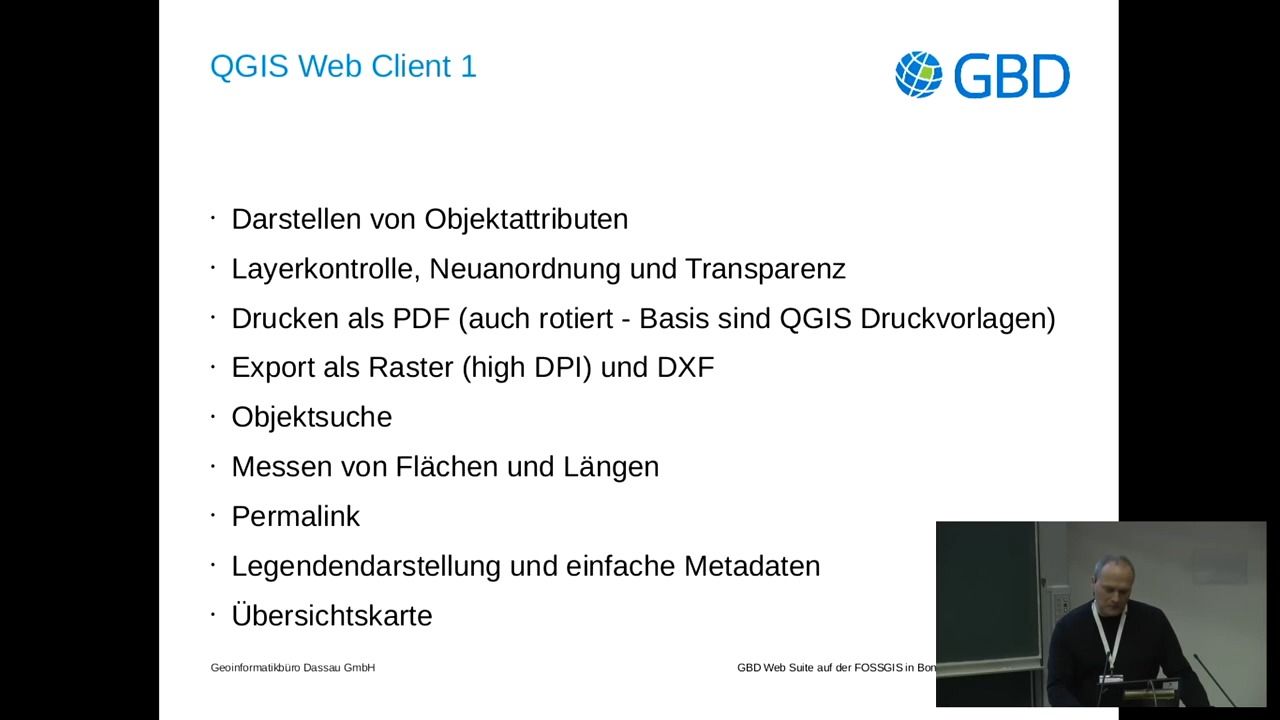 QGIS Web Client 1
GBD
· Darstellen von Objektattributen
· Layerkontrolle, Neuanordnung und Transparenz
· Drucken als PDF (auch rotiert - Basis sind QGIS Druckvorlagen)
· Export als Raster (high DPI) und DXF
· Objektsuche
· Messen von Flächen und Längen
· Permalink
· Legendendarstellung und einfache Metadaten
· Übersichtskarte
Geoinformatikbüro Dassau GmbH
GBD Web Suite auf der FOSSGIS in